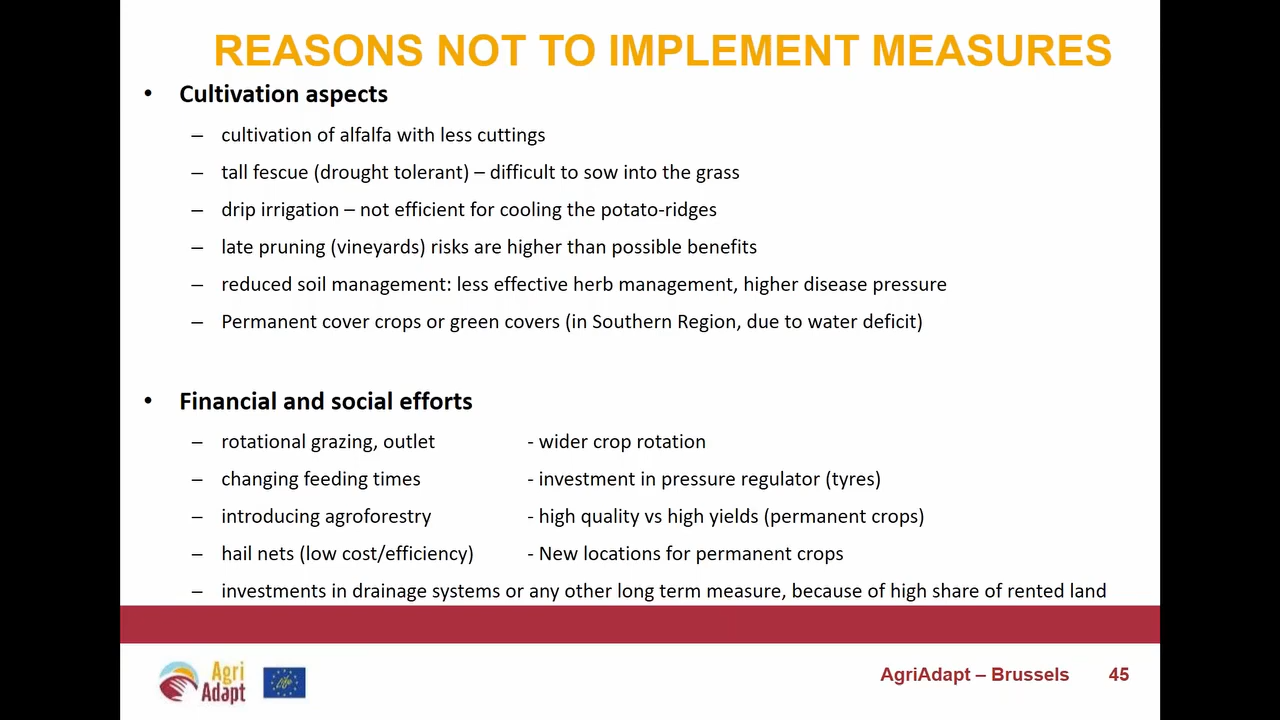 REASONS NOT TO IMPLEMENT MEASURES
• Cultivation aspects
– cultivation of alfalfa with less cuttings
– tall fescue (drought tolerant) – difficult to sow into the grass
– drip irrigation – not efficient for cooling the potato-ridges
– late pruning (vineyards) risks are higher than possible benefits
– reduced soil management: less effective herb management, higher disease pressure
– Permanent cover crops or green covers (in Southern Region, due to water deficit)
• Financial and social efforts
– rotational grazing, outlet - wider crop rotation
– changing feeding times - investment in pressure regulator (tyres)
– introducing agroforestry - high quality vs high yields (permanent crops)
– hail nets (low cost/efficiency) - New locations for permanent crops
– investments in drainage systems or any other long term measure, because of high share of rented land
Agri
Adapt
Life
AgriAdapt – Brussels 45